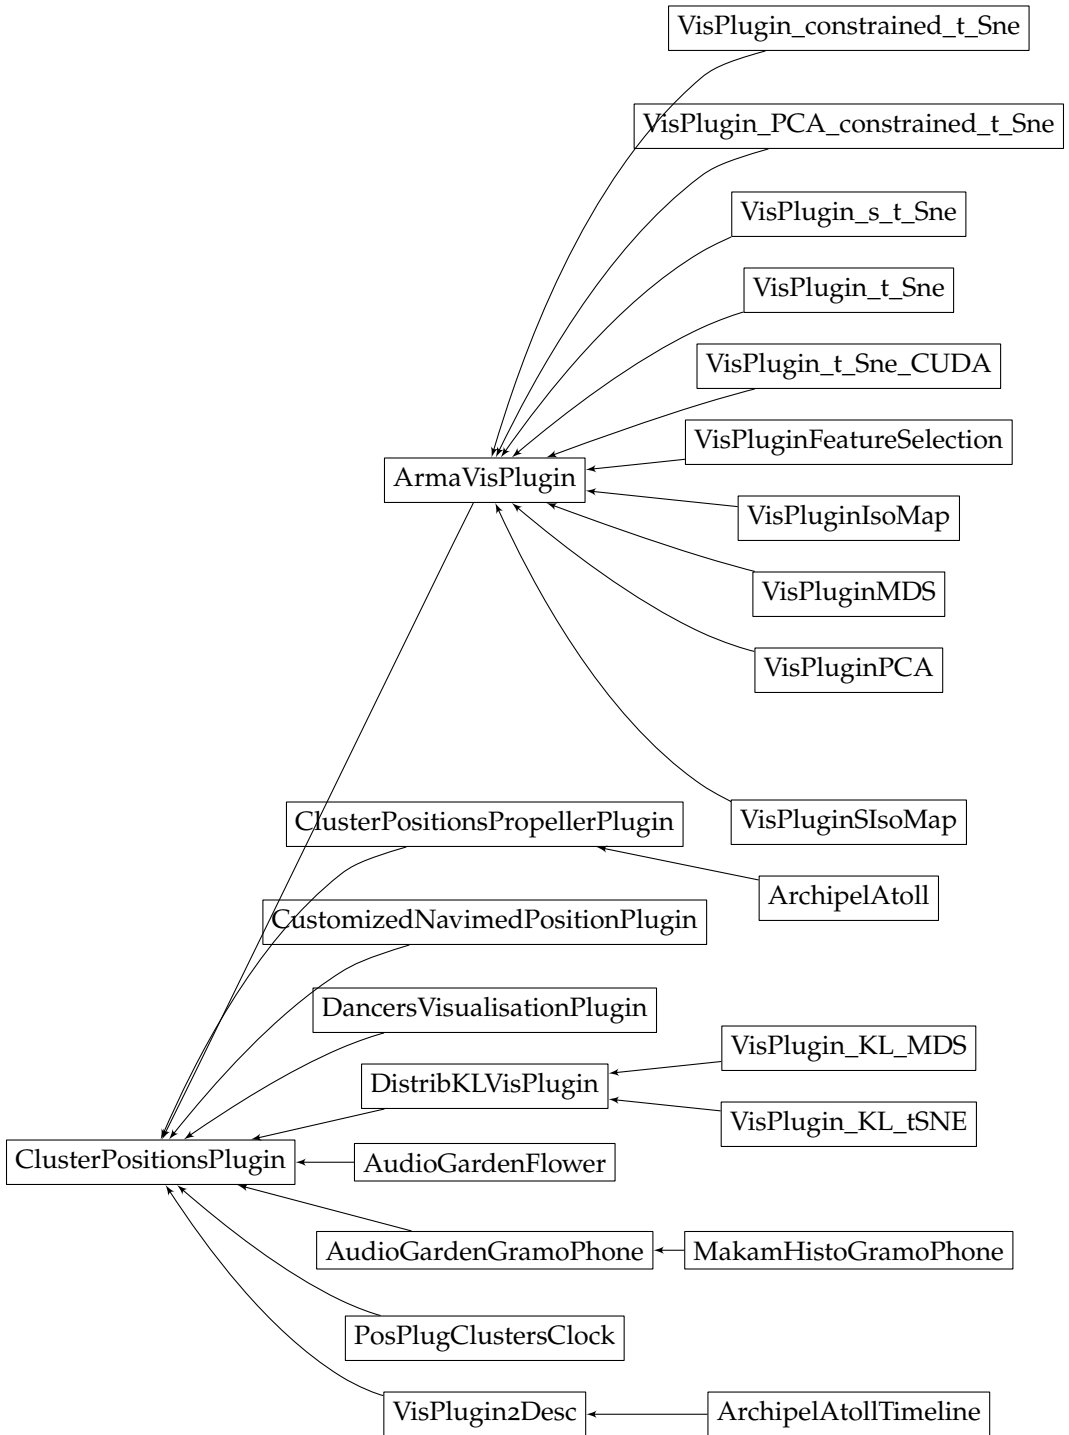 VisPlugin_constrained_t_Sne
VisPlugin_PCA_constrained_t_Sne
VisPlugin_s_t_Sne
VisPlugin_t_Sne
VisPlugin_t_Sne_CUDA
VisPluginFeatureSelection
ArmaVisPlugin
VisPluginIsoMap
VisPluginMDS
VisPluginPCA
ClusterPositionsPropellerPlugin
VisPluginSIsoMap
ArchipelAtoll
CustomizedNavimedPositionPlugin
DancersVisualisationPlugin
VisPlugin_KL_MDS
DistribKLVisPlugin
VisPlugin_KL_tSNE
ClusterPositionsPlugin
AudioGardenFlower
AudioGardenGramoPhone
MakamHistoGramoPhone
PosPlugClustersClock
VisPlugin2Desc
ArchipelAtollTimeline